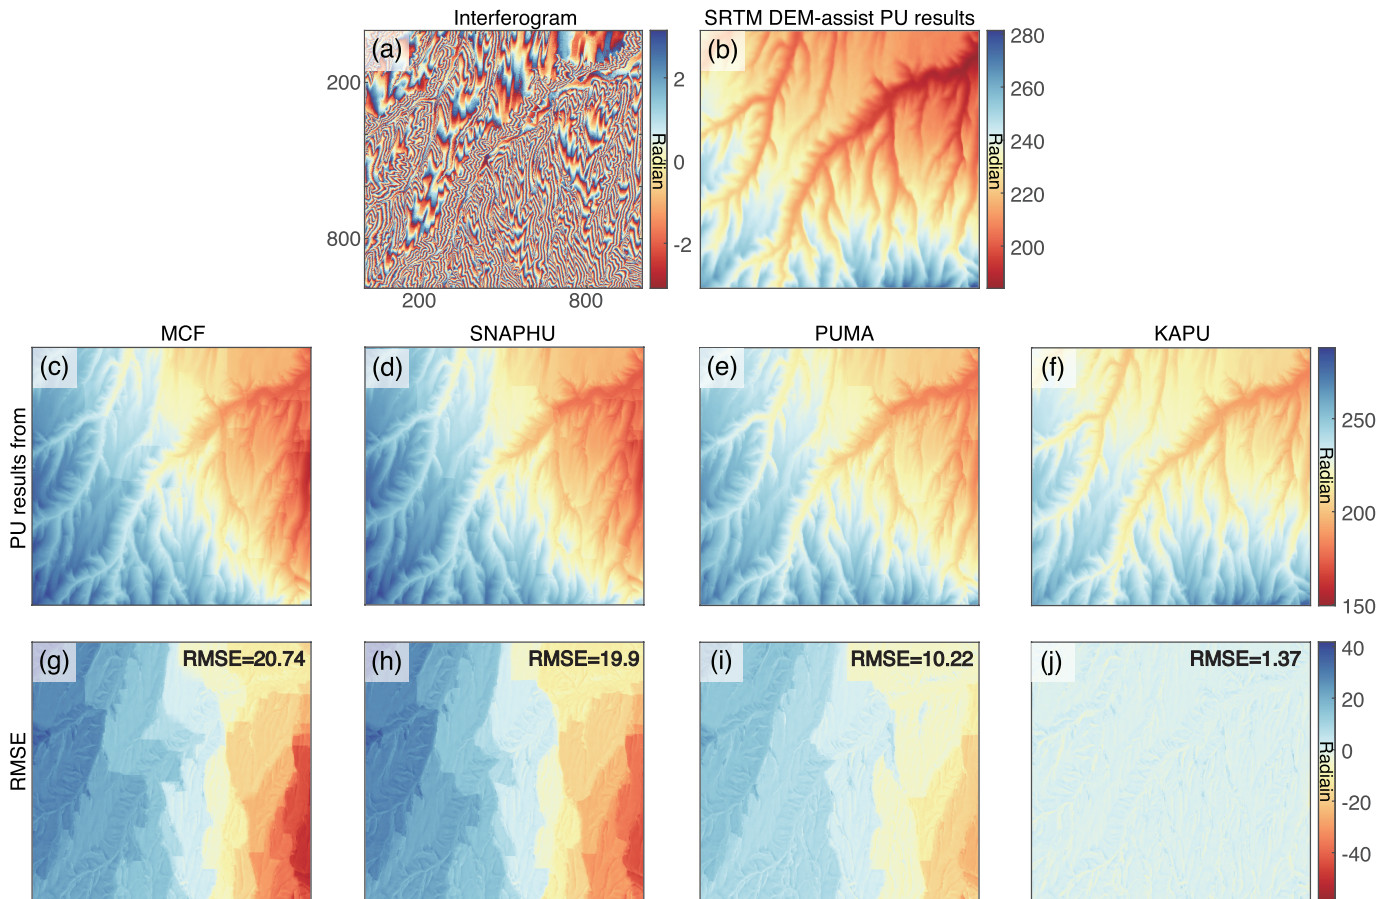 Interferogram
SRTM DEM-assist PU results
(a)
200
800
200
800
2
0
-2
Radian
(b)
280
260
240
220
200
Radian
MCF
SNAPHU
PUMA
KAPU
PU results from
(c)
(d)
(e)
(f)
250
200
150
Radian
RMSE
(g)
RMSE=20.74
(h)
RMSE=19.9
(i)
RMSE=10.22
(j)
RMSE=1.37
40
20
0
-20
-40
Radiain